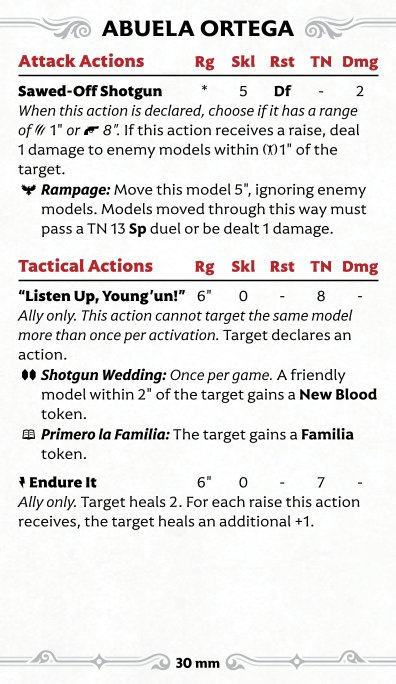 ABUELA ORTEGA
Attack Actions Rg Skl Rst TN Dmg
Sawed-Off Shotgun * 5 Df - 2
When this action is declared, choose if it has a range
of 1" or 8". If this action receives a raise, deal
1 damage to enemy models within 1" of the
target.
Rampage: Move this model 5", ignoring enemy
models. Models moved through this way must
pass a TN 13 Sp duel or be dealt 1 damage.
Tactical Actions Rg Skl Rst TN Dmg
“Listen Up, Young’un!” 6" 0 - 8 -
Ally only. This action cannot target the same model
more than once per activation. Target declares an
action.
Shotgun Wedding: Once per game. A friendly
model within 2" of the target gains a New Blood
token.
Primero la Familia: The target gains a Familia
token.
Endure It 6" 0 - 7 -
Ally only. Target heals 2. For each raise this action
receives, the target heals an additional +1.
30 mm